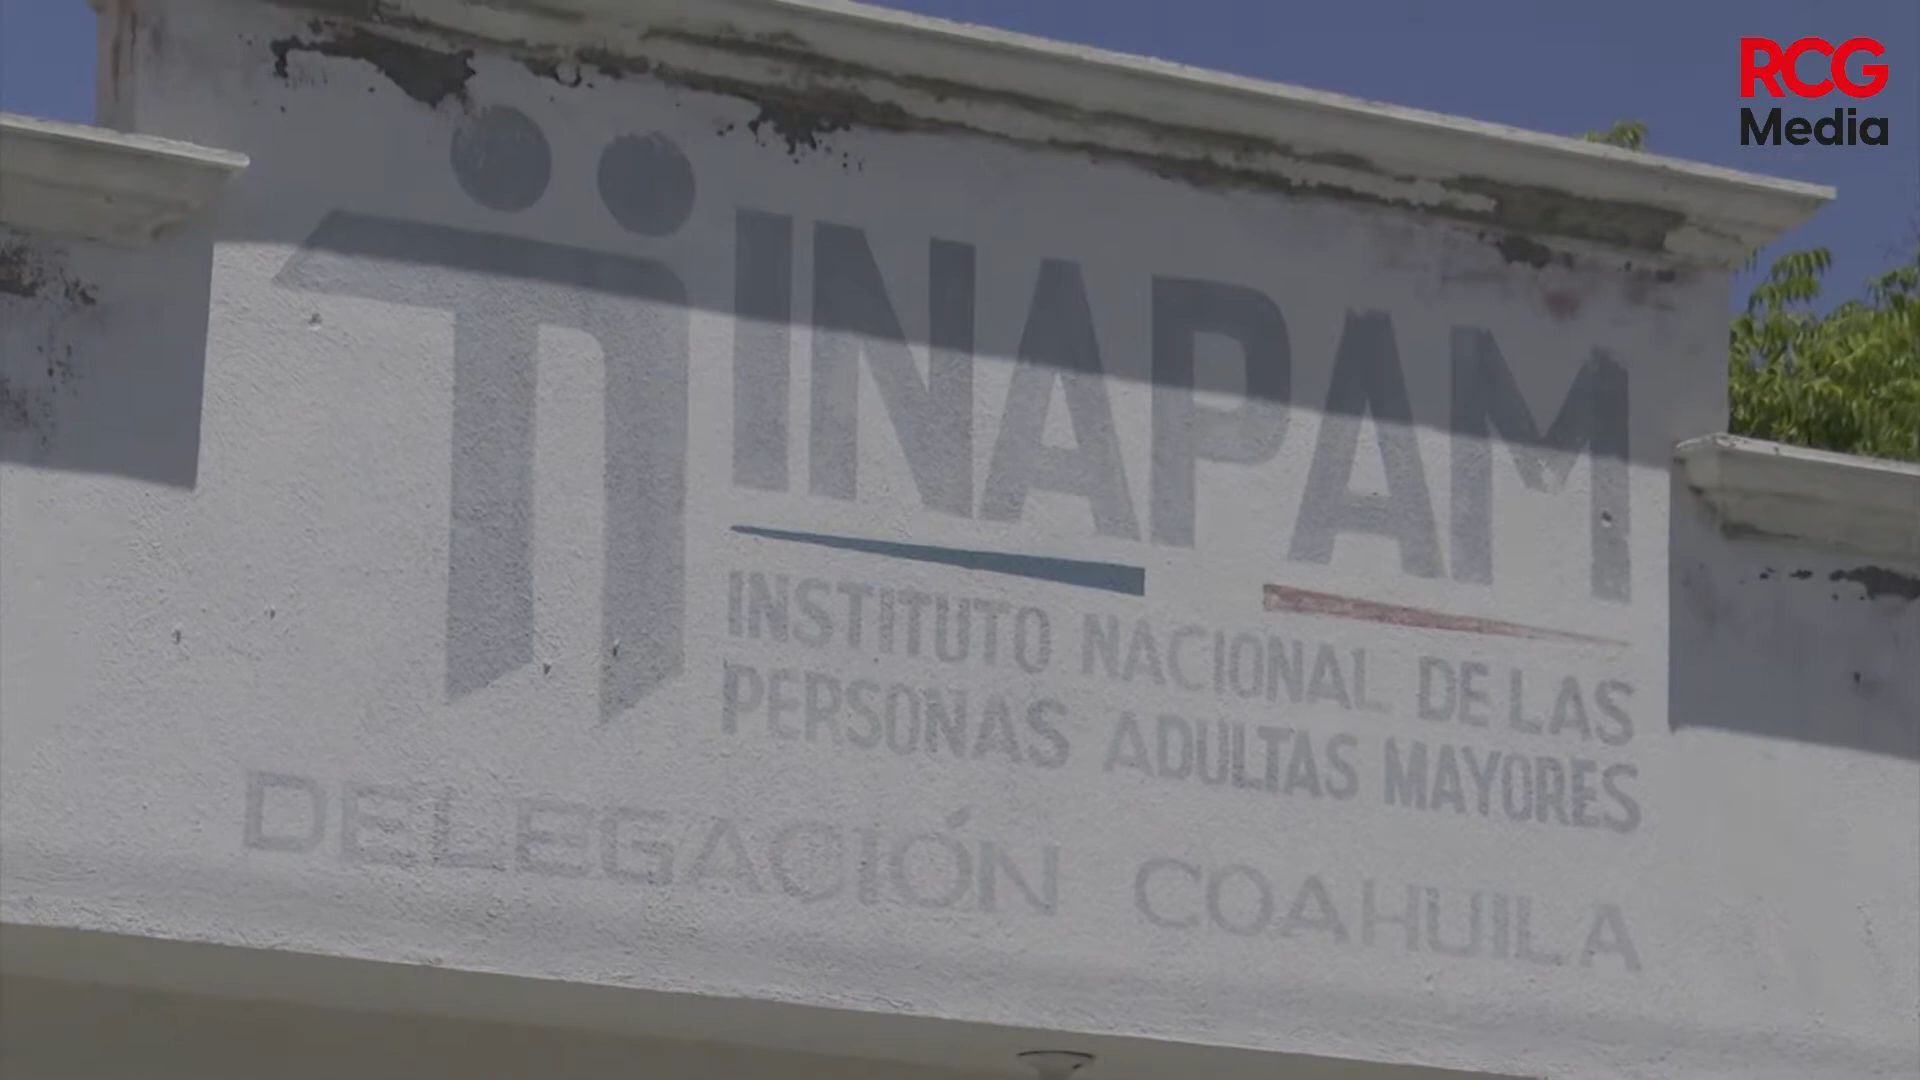 RCG
Media
INAPAM
INSTITUTO NACIONAL DE LAS
PERSONAS ADULTAS MAYORES
DELEGACIÓN COAHUILA